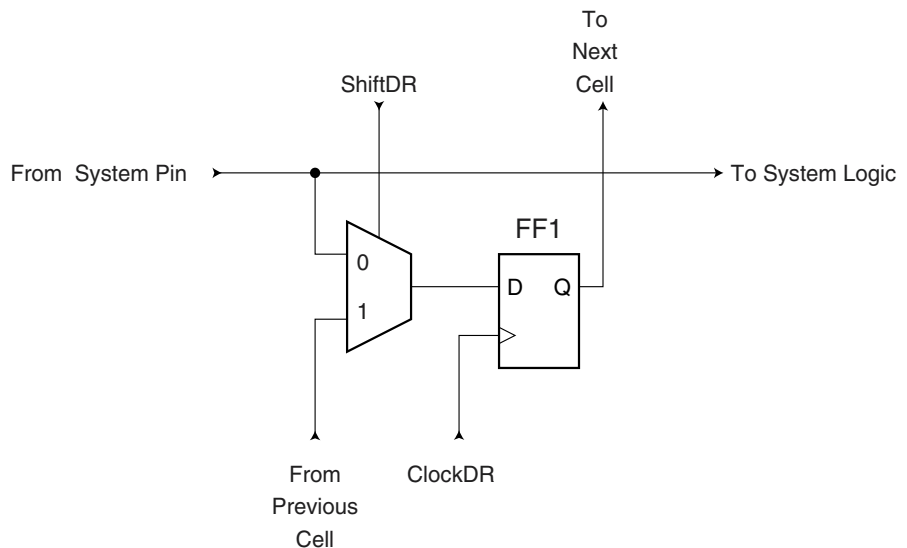 To
Next
Cell
ShiftDR
From System Pin
To System Logic
FF1
0
D Q
1
From
Previous
Cell
ClockDR